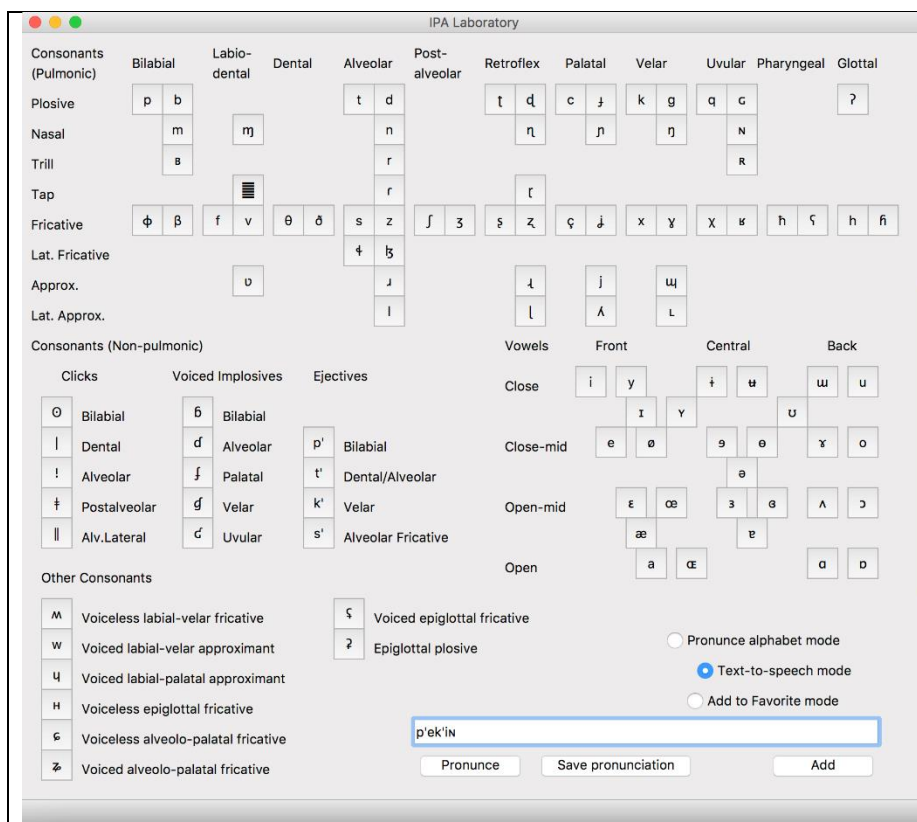 IPA Laboratory
Consonants (Pulmonic) Bilabial Labio-dental Dental Alveolar Post-alveolar Retroflex Palatal Velar Uvular Pharyngeal Glottal
Plosive p b t d ʈ ɖ c ɟ k g q ɢ ʔ
Nasal m ɱ n ɳ ɲ ŋ ɴ
Trill ʙ r ʀ
Tap ɾ ɽ
Fricative ɸ β f v θ ð s z ʃ ʒ ʂ ʐ ç ʝ x ɣ χ ʁ ħ ʕ h ɦ
Lat. Fricative ɬ ɮ
Approx. ʋ ɹ ɻ j ɰ
Lat. Approx. l ɭ ʎ ʟ
Consonants (Non-pulmonic)
Clicks Voiced Implosives Ejectives
ʘ Bilabial ɓ Bilabial
ǀ Dental ɗ Alveolar p' Bilabial
ǃ Alveolar ʄ Palatal t' Dental/Alveolar
ǂ Postalveolar ɠ Velar k' Velar
ǁ Alv.Lateral ʛ Uvular s' Alveolar Fricative
Vowels Front Central Back
Close i y ɨ ʉ ɯ u
ɪ ʏ ʊ
Close-mid e ø ɘ ɵ ɤ o
ə
Open-mid ɛ œ ɜ ɞ ʌ ɔ
æ ɐ
Open a ɶ ɑ ɒ
Other Consonants
ʍ Voiceless labial-velar fricative ʢ Voiced epiglottal fricative
w Voiced labial-velar approximant ʡ Epiglottal plosive
ɥ Voiced labial-palatal approximant
ʜ Voiceless epiglottal fricative
ɕ Voiceless alveolo-palatal fricative
ʑ Voiced alveolo-palatal fricative
Pronunce alphabet mode
Text-to-speech mode
Add to Favorite mode
p'ek'iɴ
Pronunce Save pronunciation Add